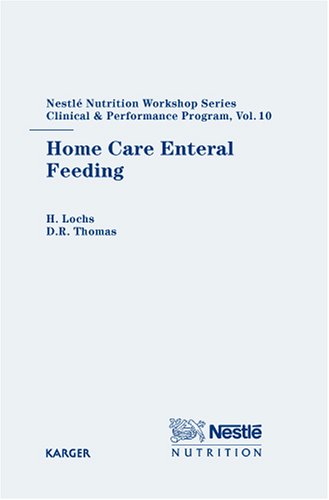 Nestlé Nutrition Workshop Series
Clinical & Performance Program, Vol. 10
Home Care Enteral
Feeding
H. Lochs
D.R. Thomas
KARGER
Nestlé
NUTRITION